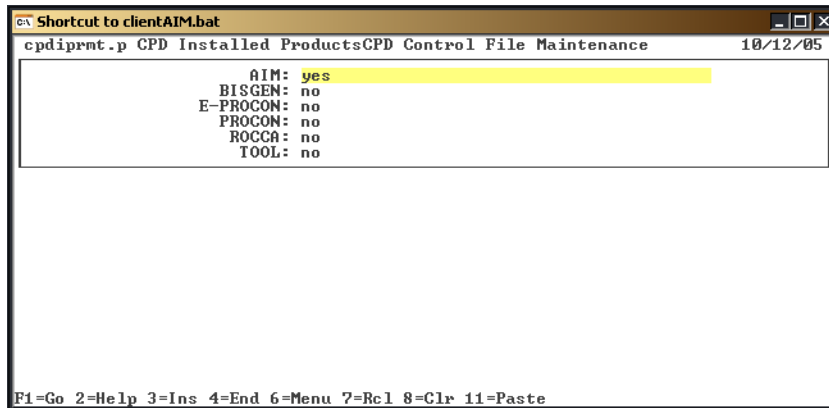 Shortcut to clientAIM.bat
cpdiprmt.p CPD Installed ProductsCPD Control File Maintenance 10/12/05
AIM: yes
BISGEN: no
E-PROCON: no
PROCON: no
ROCCA: no
TOOL: no
F1=Go 2=Help 3=Ins 4=End 6=Menu 7=Rcl 8=Clr 11=Paste